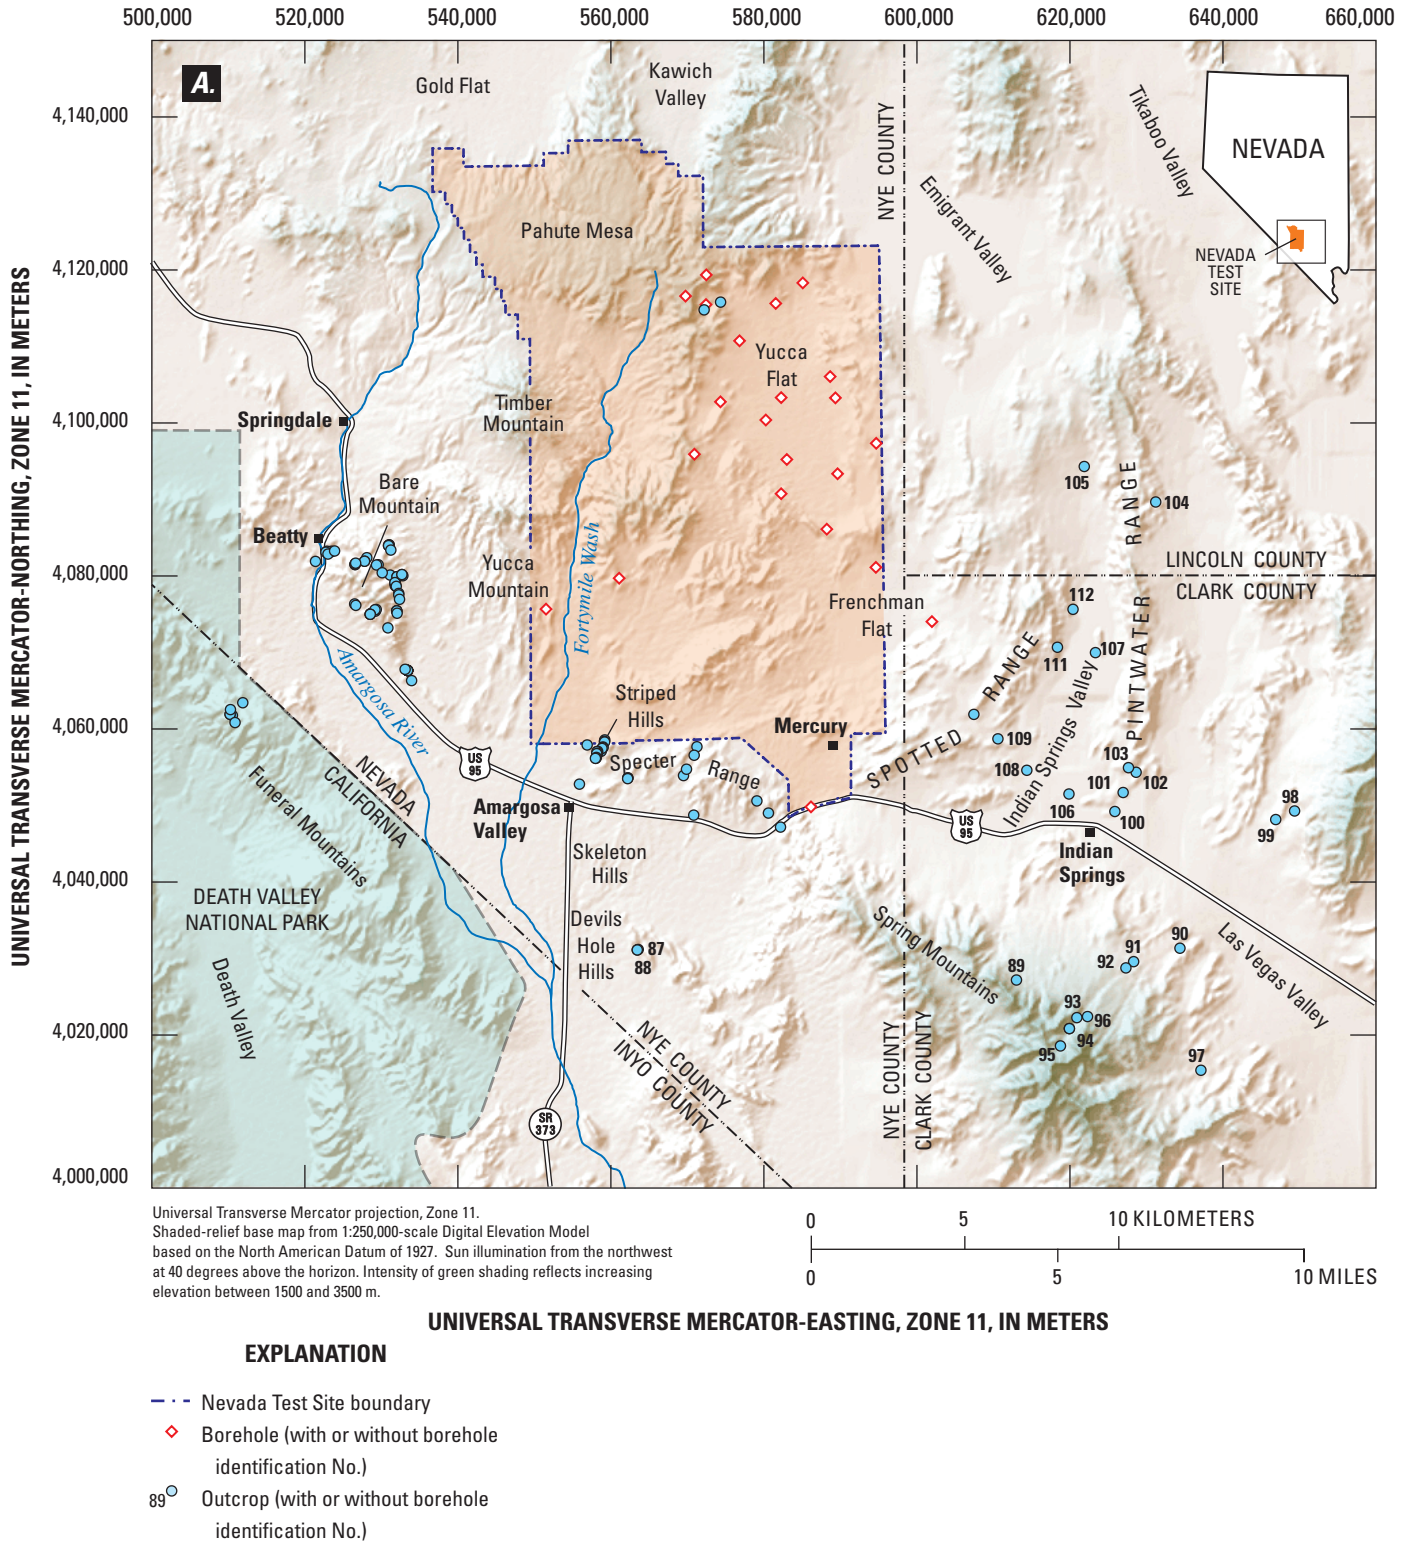 500,000 520,000 540,000 560,000 580,000 600,000 620,000 640,000 660,000
A.
Gold Flat
Kawich
Valley
Tikaboo Valley
NEVADA
4,140,000
NYE COUNTY
Emigrant Valley
Pahute Mesa
NEVADA
TEST
SITE
4,120,000
Yucca
Flat
UNIVERSAL TRANSVERSE MERCATOR-NORTHING, ZONE 11, IN METERS
Timber
Mountain
4,100,000
Springdale
Bare
Mountain
105
104
RANGE
Beatty
Fortymile Wash
LINCOLN COUNTY
4,080,000
CLARK COUNTY
Yucca
Mountain
Frenchman
Flat
112
111
107
PINTWATER
RANGE
Indian Springs Valley
Amargosa River
4,060,000
Striped
Hills
Mercury
SPOTTED
109
108
103
102
101
106
100
98
99
Specter
Range
US
95
Amargosa
Valley
US
95
Indian
Springs
NEVADA
CALIFORNIA
Funeral Mountains
Skeleton
Hills
4,040,000
DEATH VALLEY
NATIONAL PARK
Devils
Hole
Hills
87
88
Spring Mountains
89
90
91
92
Las Vegas Valley
Death Valley
93
96
94
95
97
4,020,000
NYE COUNTY
INYO COUNTY
NYE COUNTY
CLARK COUNTY
SR
373
4,000,000
Universal Transverse Mercator projection, Zone 11.
Shaded-relief base map from 1:250,000-scale Digital Elevation Model
based on the North American Datum of 1927. Sun illumination from the northwest
at 40 degrees above the horizon. Intensity of green shading reflects increasing
elevation between 1500 and 3500 m.
0 5 10 KILOMETERS
0 5 10 MILES
UNIVERSAL TRANSVERSE MERCATOR-EASTING, ZONE 11, IN METERS
EXPLANATION
Nevada Test Site boundary
Borehole (with or without borehole
identification No.)
89 Outcrop (with or without borehole
identification No.)